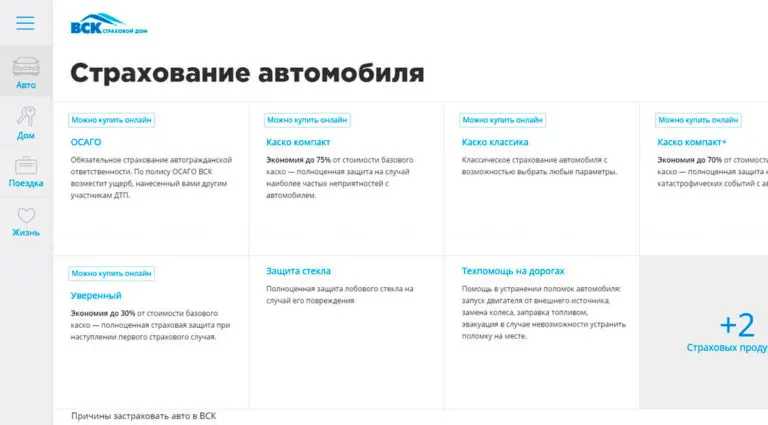 ВСК СТРАХОВОЙ ДОМ
Страхование автомобиля
Авто
Дом
Поездка
Жизнь
Можно купить онлайн
ОСАГО
Обязательное страхование автогражданской
ответственности. По полису ОСАГО ВСК
возместит ущерб, нанесенный вами другим
участникам ДТП.
Можно купить онлайн
Каско компакт
Экономия до 75% от стоимости базового
каско — полноценная защита на случай
наиболее частых неприятностей с
автомобилем.
Можно купить онлайн
Каско классика
Классическое страхование автомобиля с
возможностью выбрать любые параметры.
Можно купить онлайн
Каско компакт+
Экономия до 70% от стоимости
каско — полноценная защита н
катастрофических событий с а
Можно купить онлайн
Уверенный
Экономия до 30% от стоимости базового
каско — полноценная страховая защита при
наступлении первого страхового случая.
Защита стекла
Полноценная защита лобового стекла на
случай его повреждения
Техпомощь на дорогах
Помощь в устранении поломок автомобиля:
запуск двигателя от внешнего источника,
замена колеса, заправка топливом,
эвакуация в случае невозможности устранить
поломку на месте.
+2
Страховых проду
Причины застраховать авто в ВСК